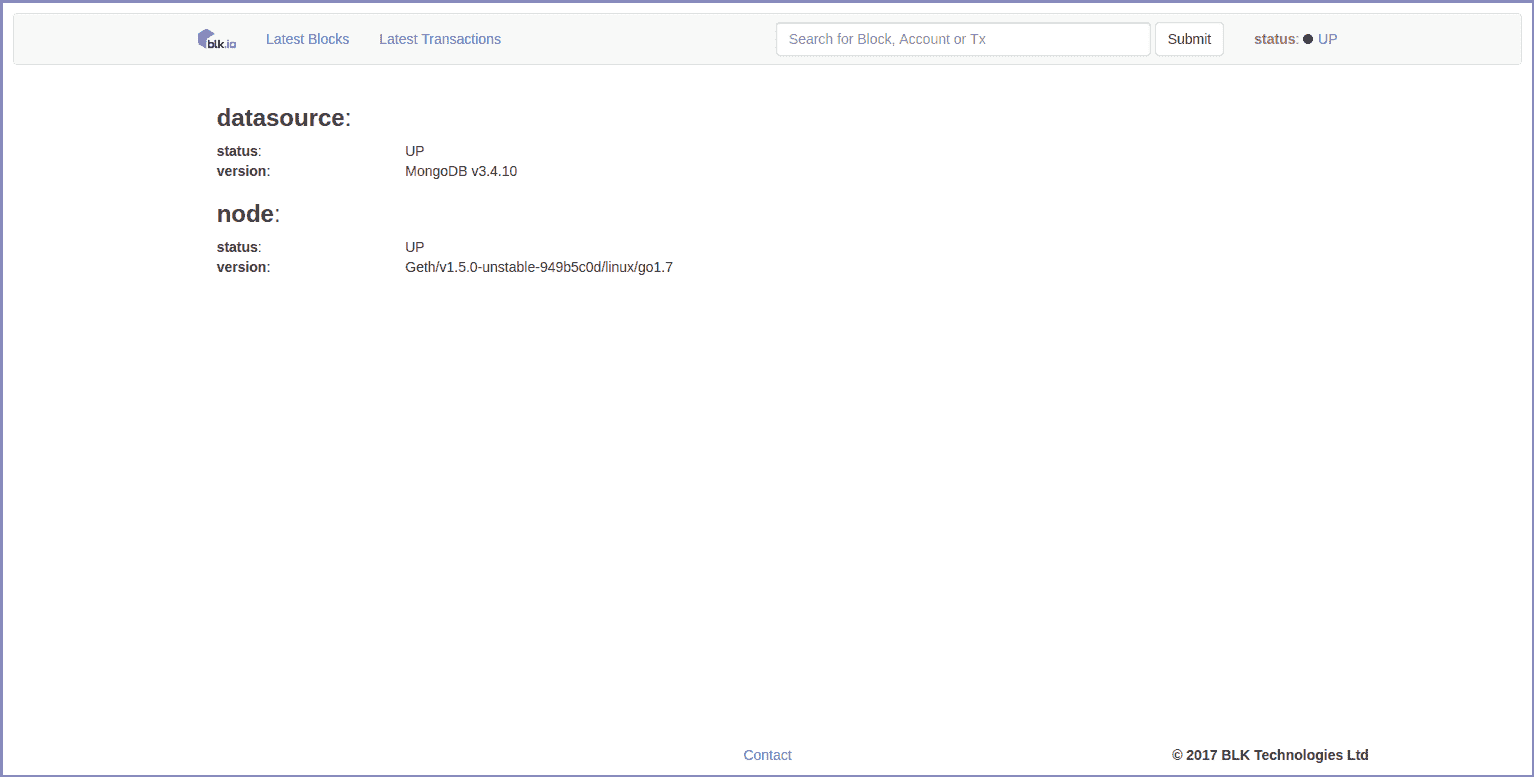 blk.io Latest Blocks Latest Transactions Search for Block, Account or Tx Submit status: UP
datasource:
status: UP
version: MongoDB v3.4.10
node:
status: UP
version: Geth/v1.5.0-unstable-949b5c0d/linux/go1.7
Contact © 2017 BLK Technologies Ltd